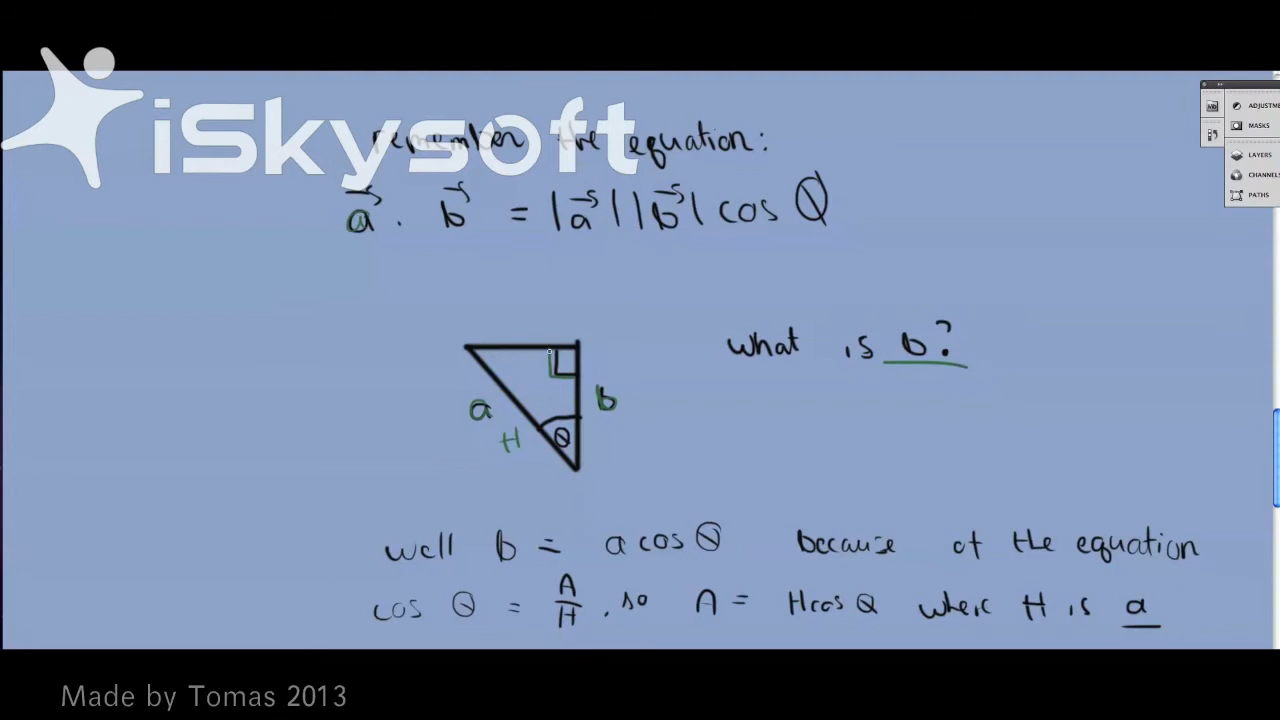 iSkysoft
remember the equation:
a⃗ . b⃗ = |a⃗| |b⃗| cos θ
what is b?
a
b
H
θ
well b = a cos θ because of the equation
cos θ = A/H , so A = H cos θ where H is a
ADJUSTME
MASKS
LAYERS
CHANNELS
PATHS
Made by Tomas 2013